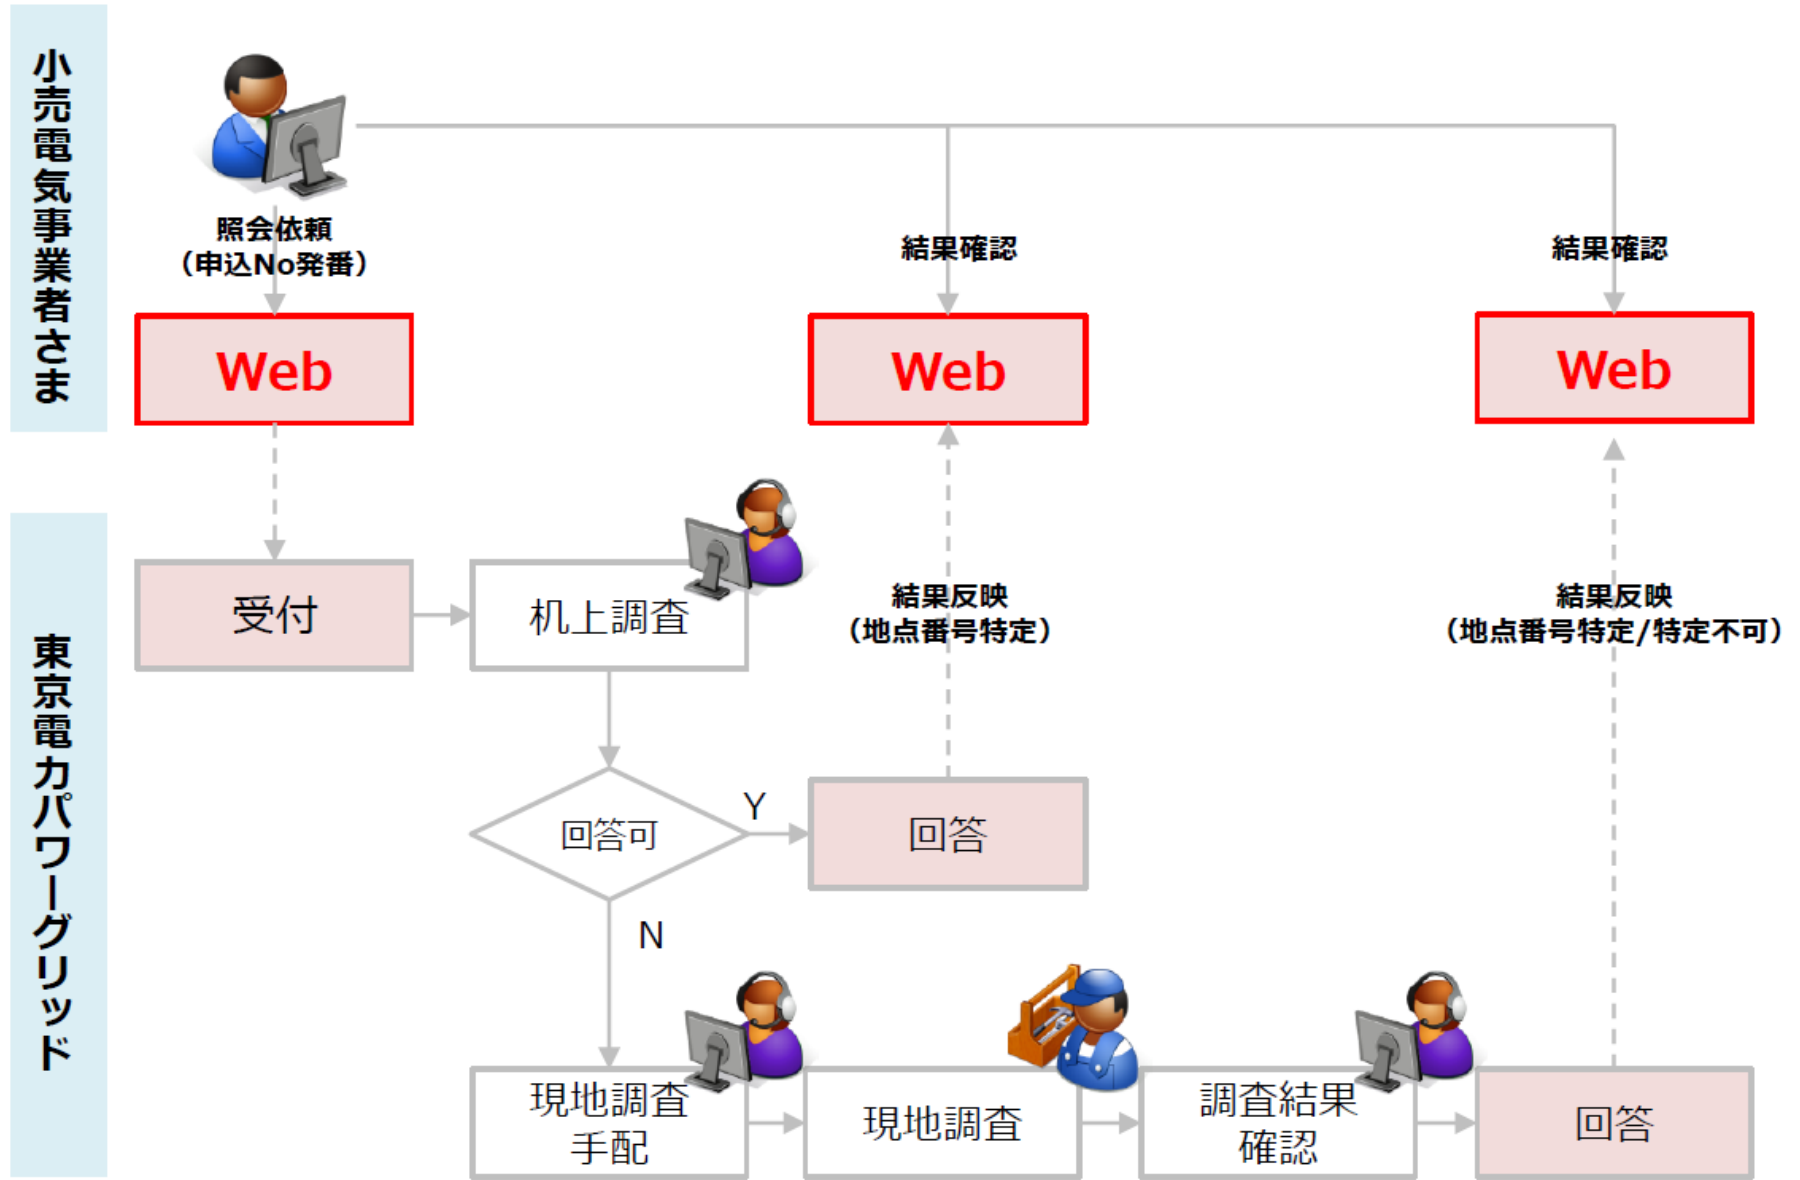 小売電気事業者さま
照会依頼
（申込No発番）
結果確認
結果確認
Web
Web
Web
東京電力パワーグリッド
受付
机上調査
結果反映
（地点番号特定）
結果反映
（地点番号特定/特定不可）
回答可
Y
回答
N
現地調査
手配
現地調査
調査結果
確認
回答